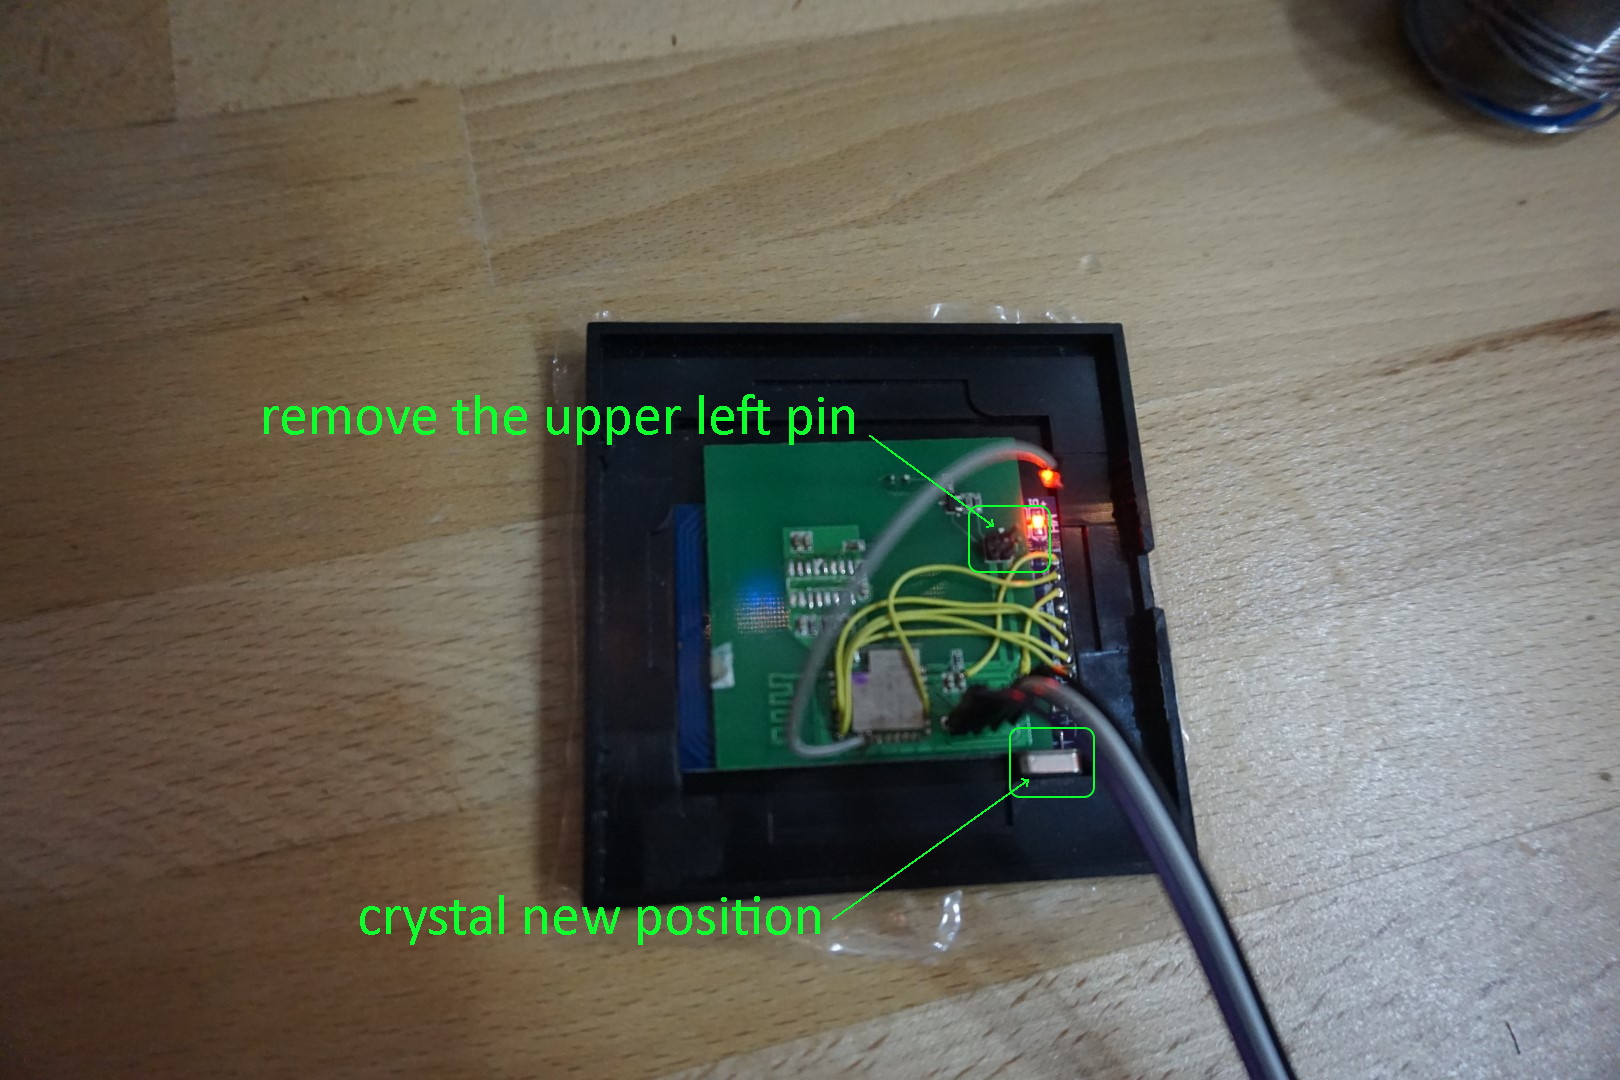 remove the upper left pin
crystal new position